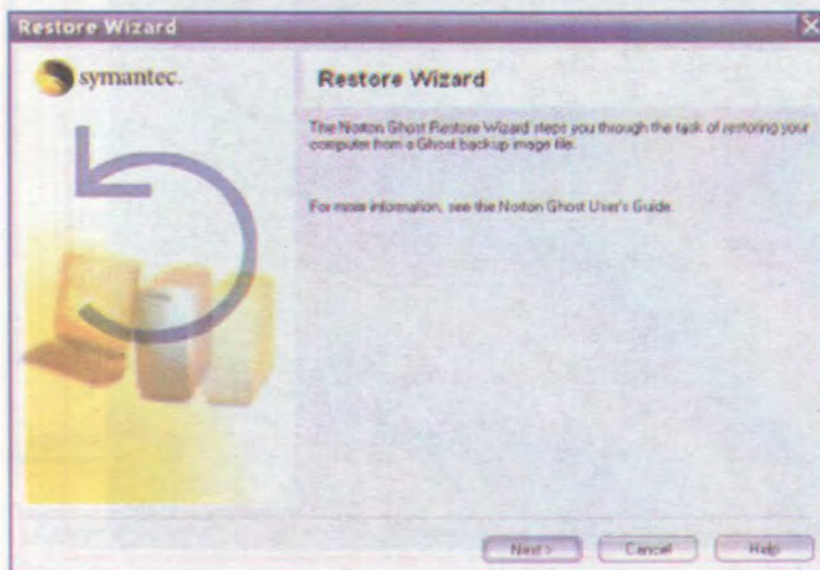 Restore Wizard
symantec.
Restore Wizard
The Norton Ghost Restore Wizard steps you through the task of restoring your
computer from a Ghost backup image file.
For more information, see the Norton Ghost User's Guide.
Next >
Cancel
Help